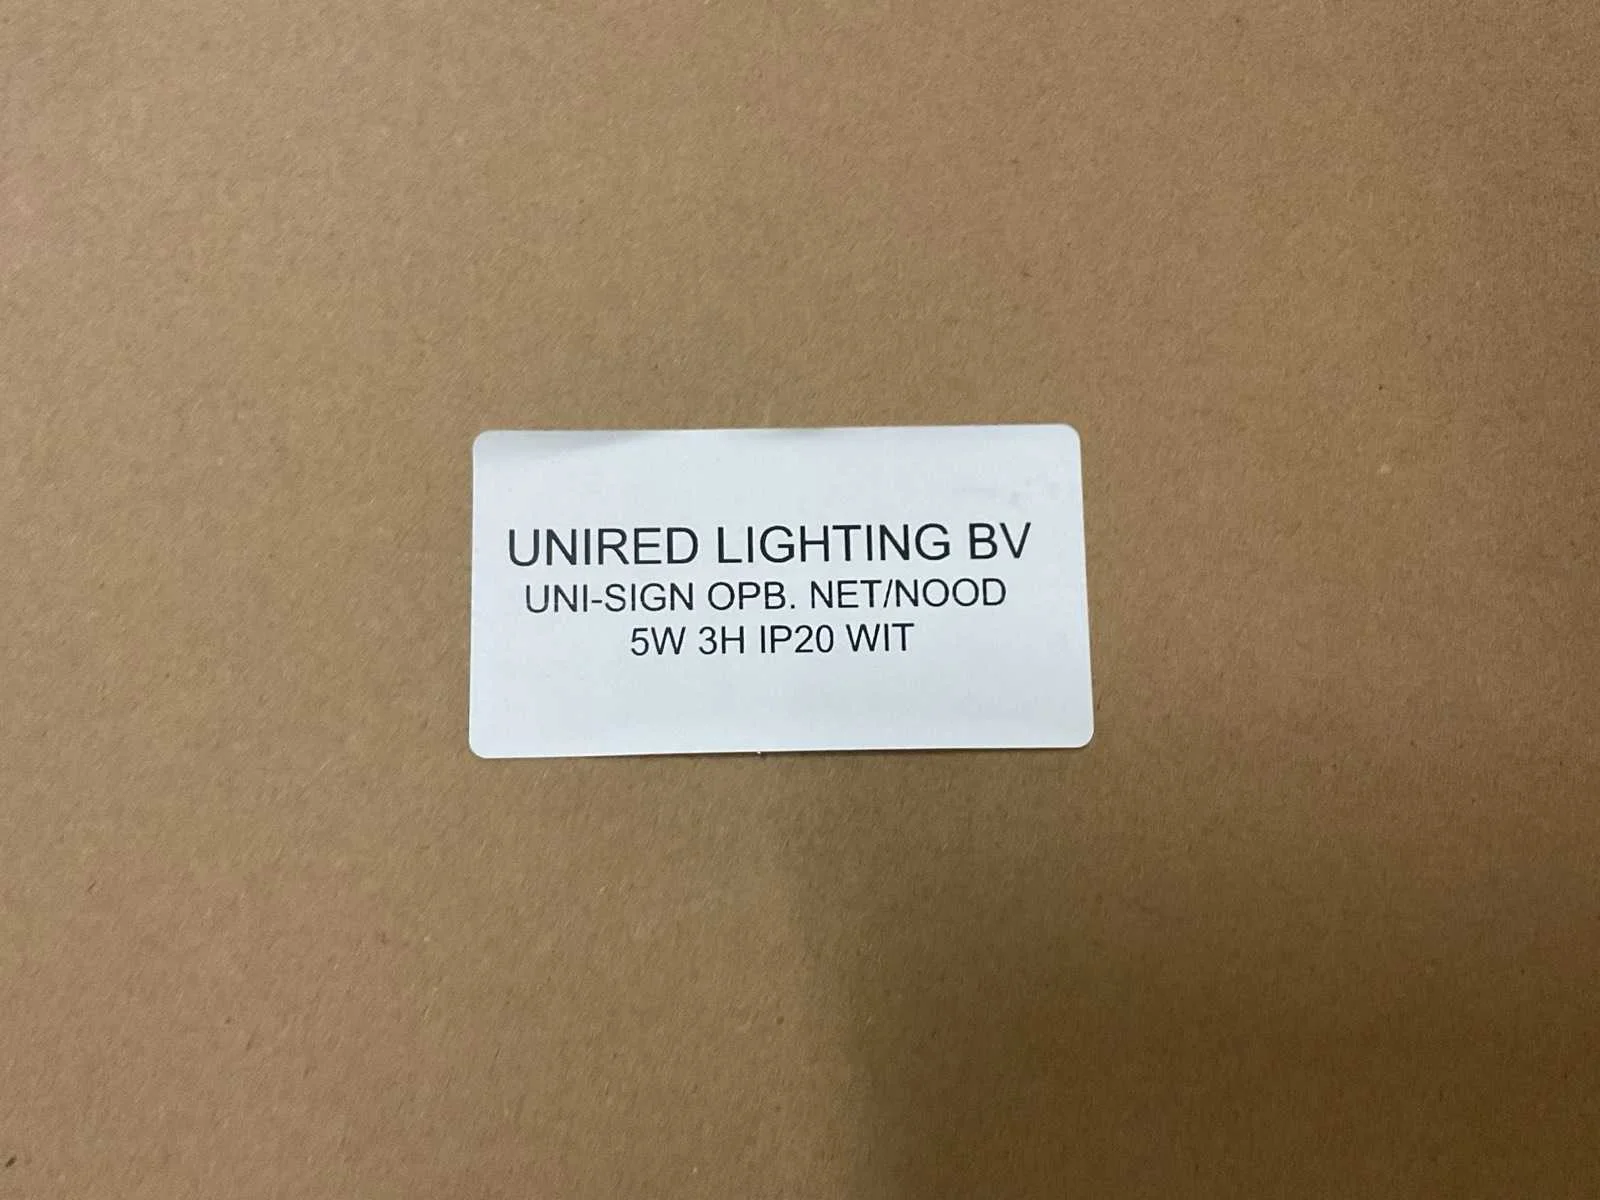 UNIRED LIGHTING BV
UNI-SIGN OPB. NET/NOOD
5W 3H IP20 WIT